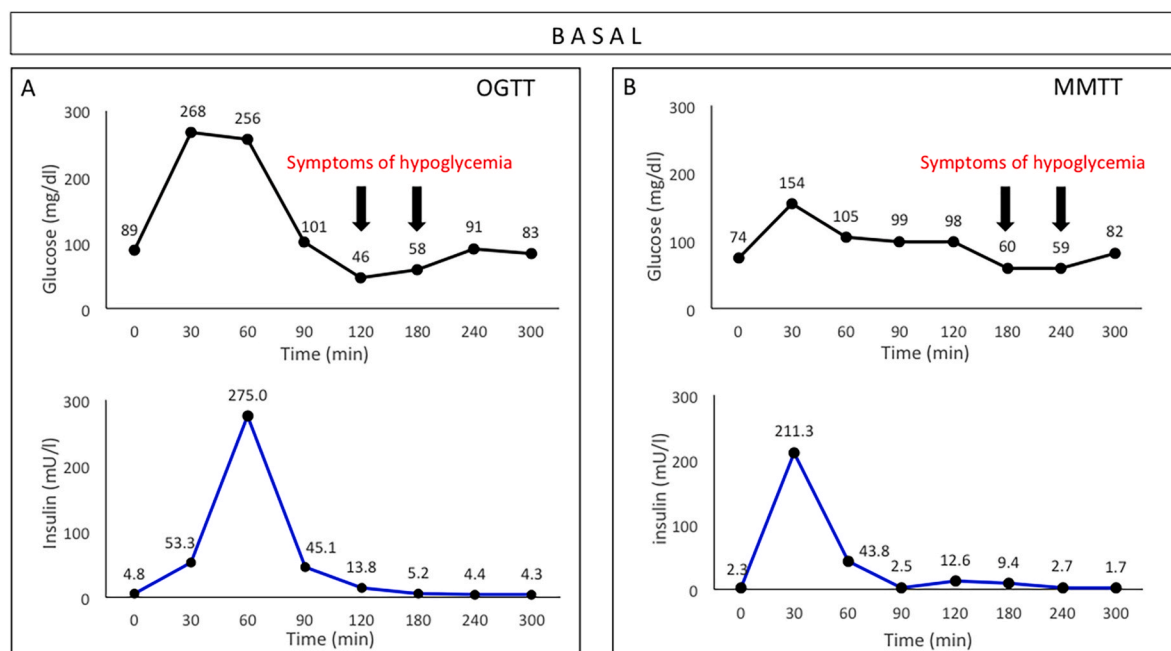 BASAL
A
OGTT
Glucose (mg/dl)
300
200
100
0
89
268
256
101
46
58
91
83
Symptoms of hypoglycemia
0 30 60 90 120 180 240 300
Time (min)
Insulin (mU/l)
300
200
100
0
4.8
53.3
275.0
45.1
13.8
5.2
4.4
4.3
0 30 60 90 120 180 240 300
Time (min)
B
MMTT
Glucose (mg/dl)
300
200
100
0
74
154
105
99
98
60
59
82
Symptoms of hypoglycemia
0 30 60 90 120 180 240 300
Time (min)
insulin (mU/l)
300
200
100
0
2.3
211.3
43.8
2.5
12.6
9.4
2.7
1.7
0 30 60 90 120 180 240 300
Time (min)